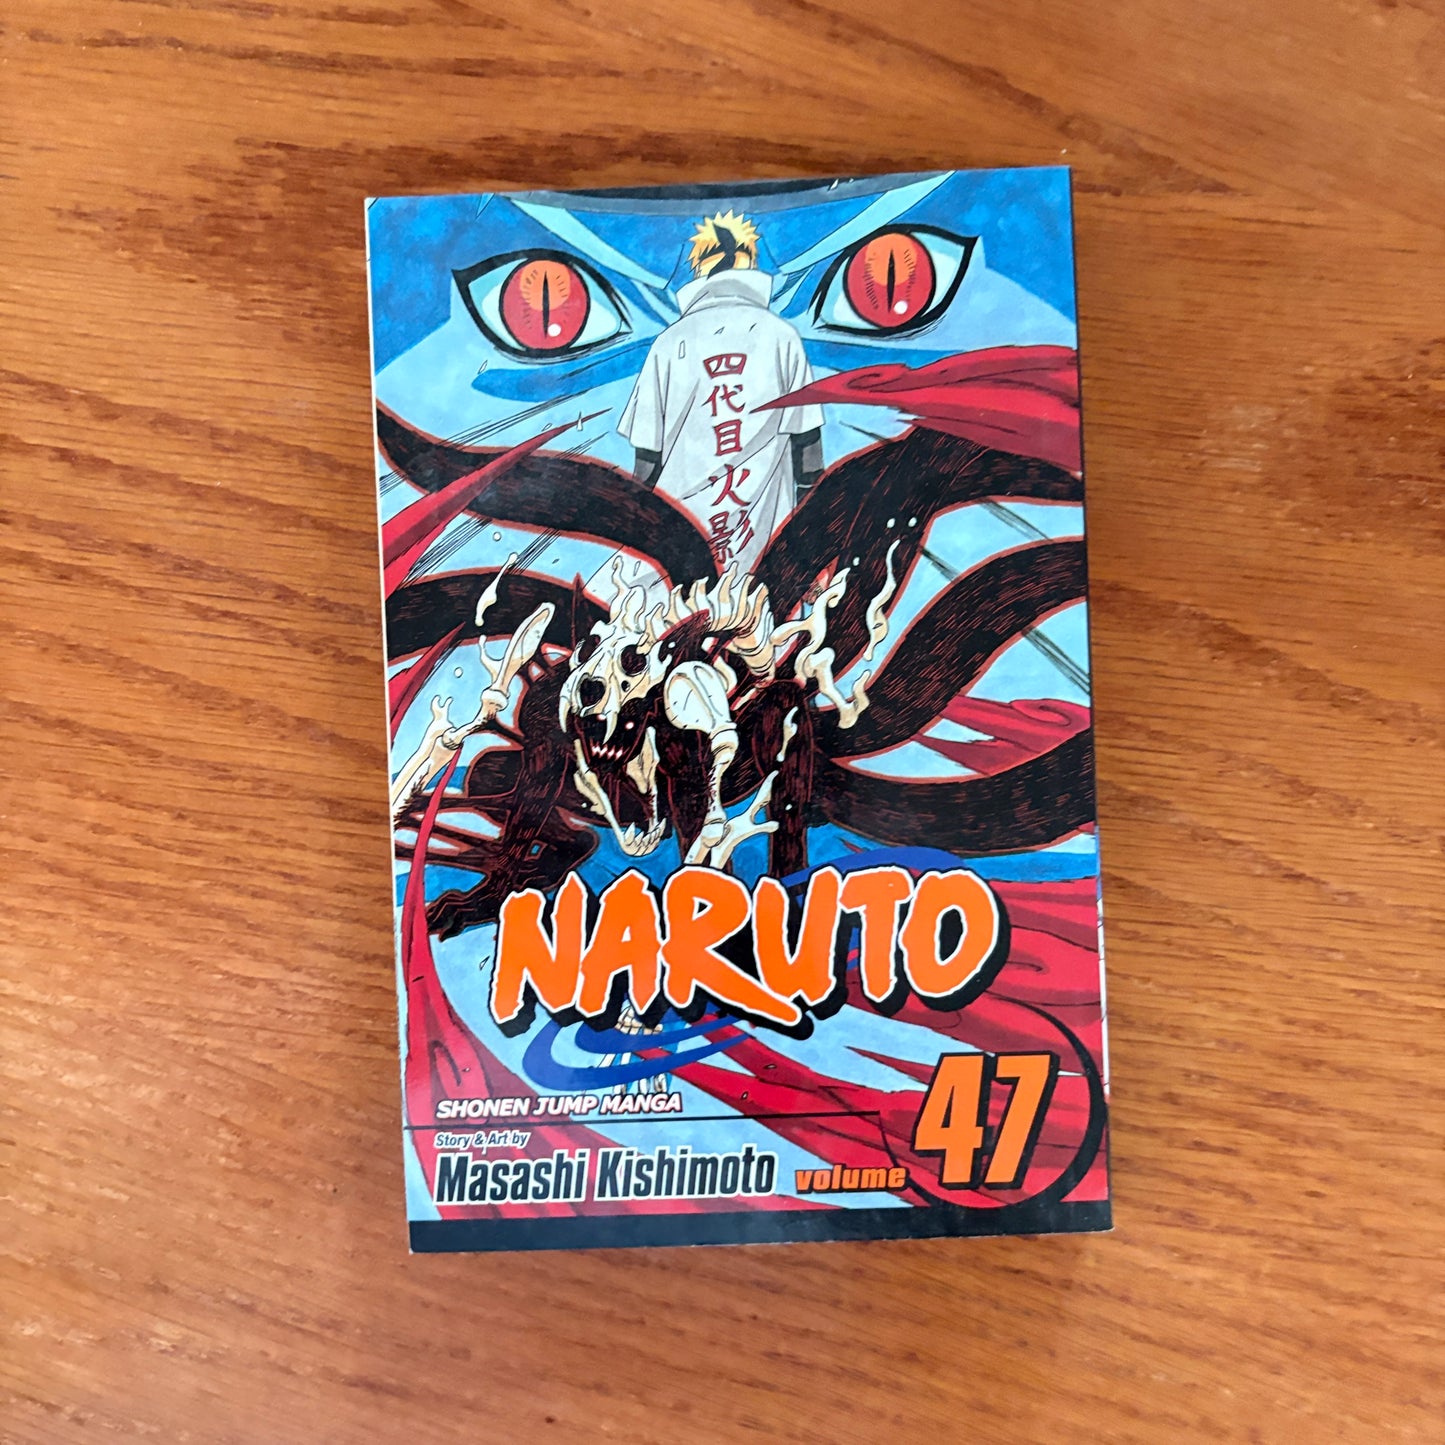 四代目火影
NARUTO
SHONEN JUMP MANGA
Story & Art by
Masashi Kishimoto
volume 47